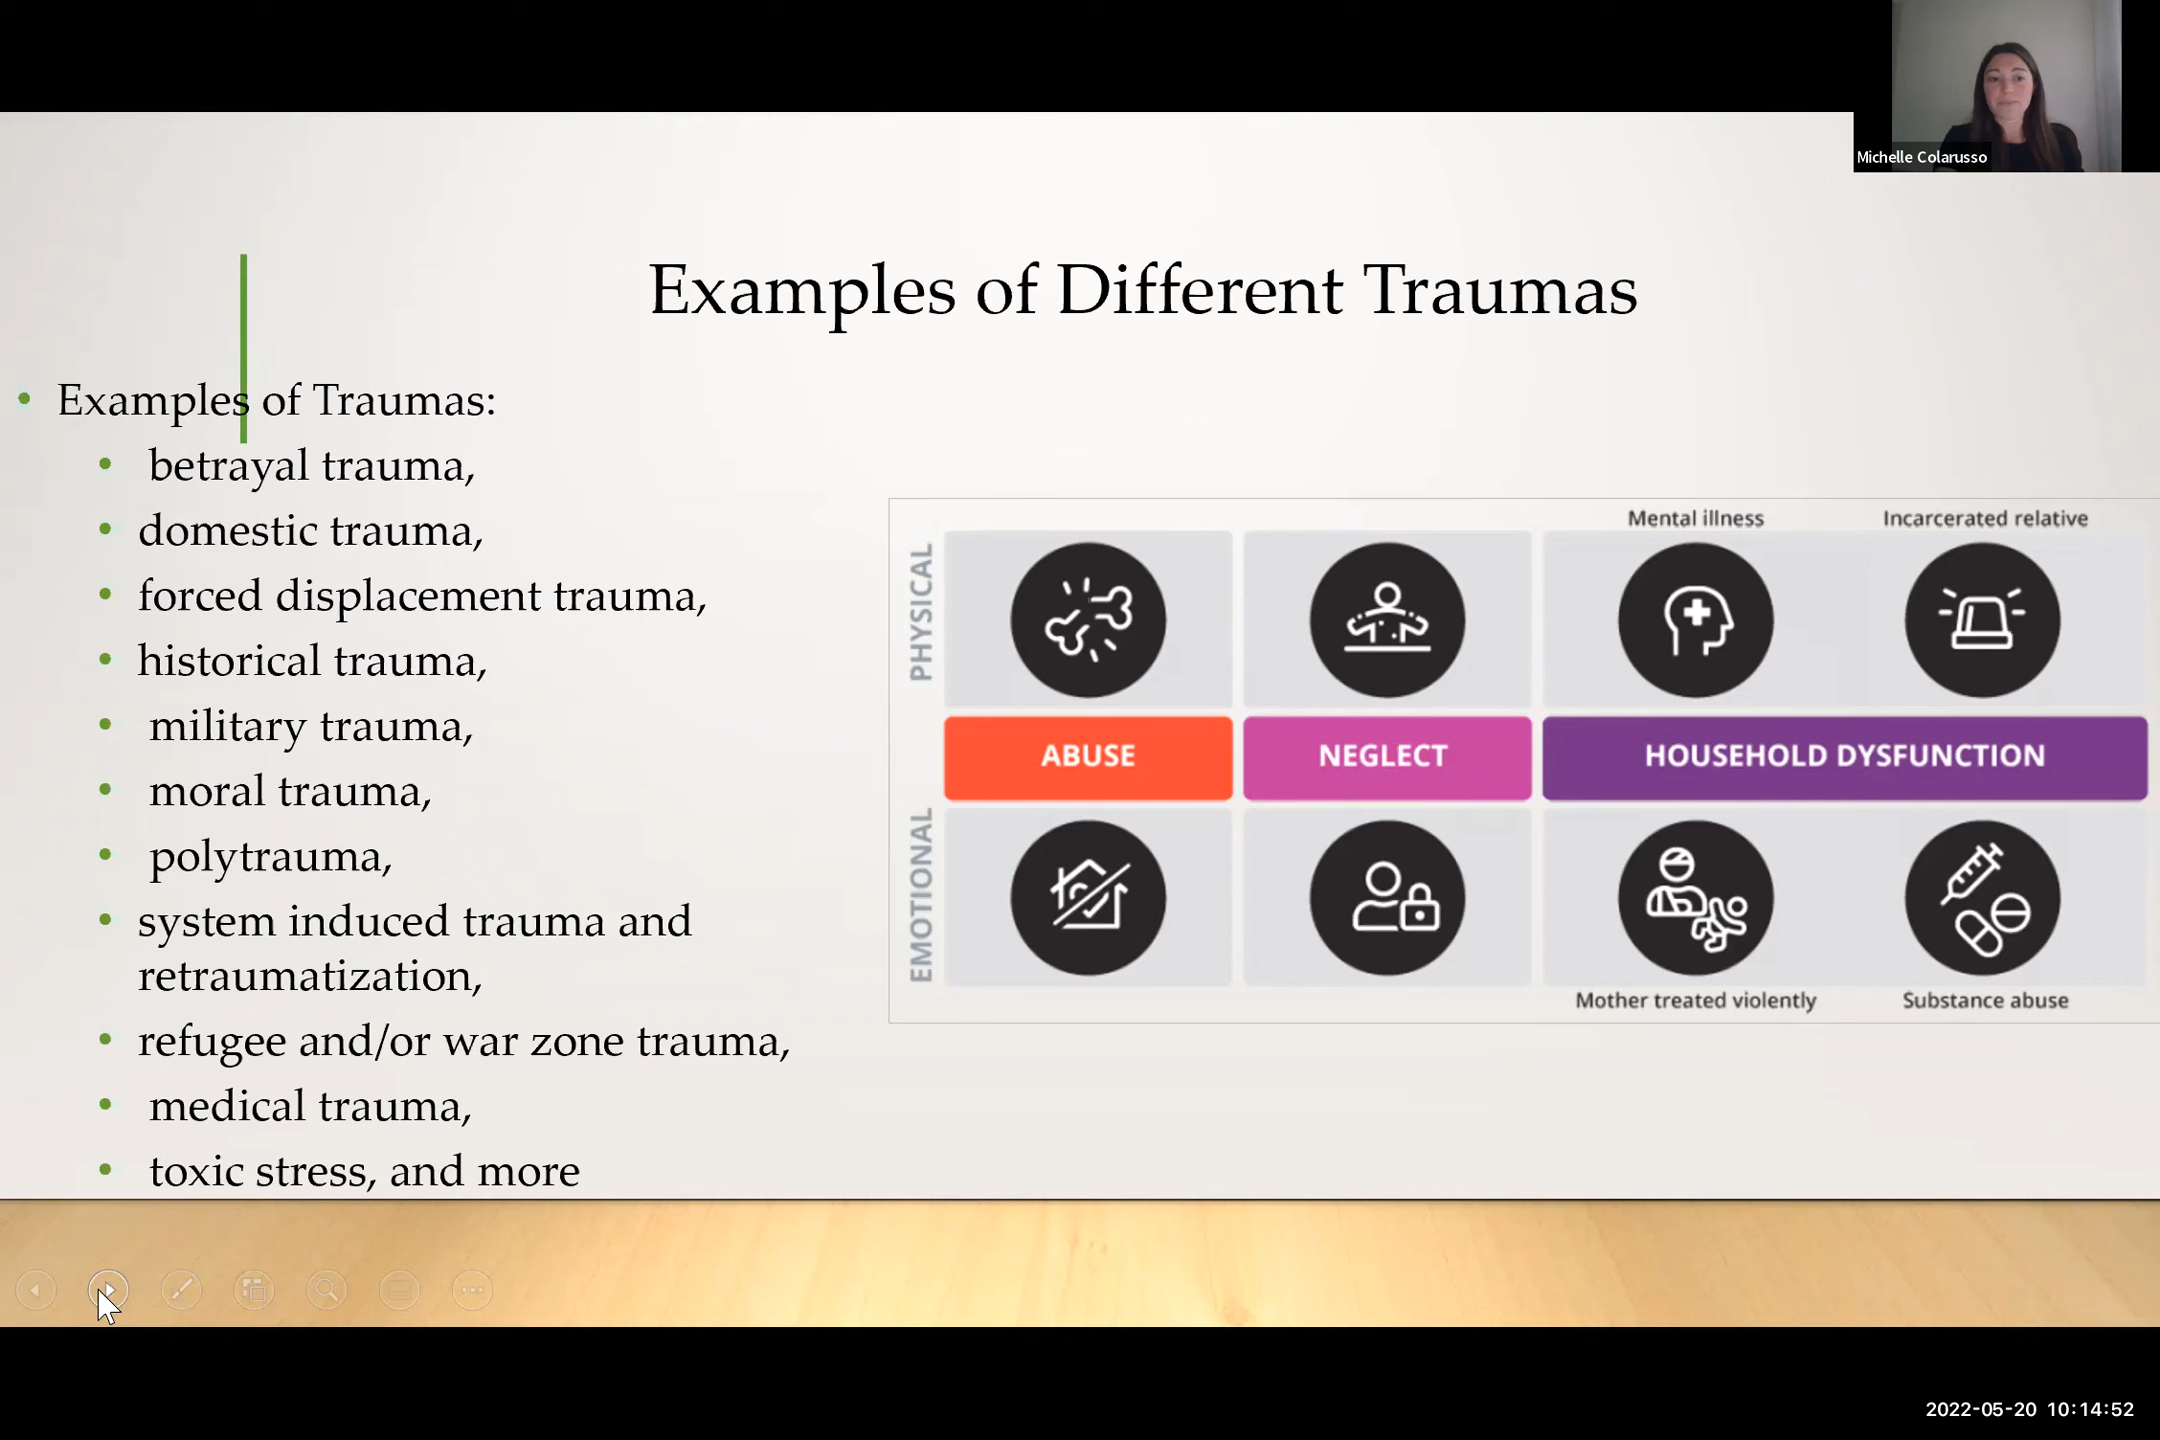 Michelle Colarusso
Examples of Different Traumas
• Examples of Traumas:
• betrayal trauma,
• domestic trauma,
• forced displacement trauma,
• historical trauma,
• military trauma,
• moral trauma,
• polytrauma,
• system induced trauma and
retraumatization,
• refugee and/or war zone trauma,
• medical trauma,
• toxic stress, and more
PHYSICAL
Mental illness
Incarcerated relative
ABUSE
NEGLECT
HOUSEHOLD DYSFUNCTION
EMOTIONAL
Mother treated violently
Substance abuse
2022-05-20 10:14:52